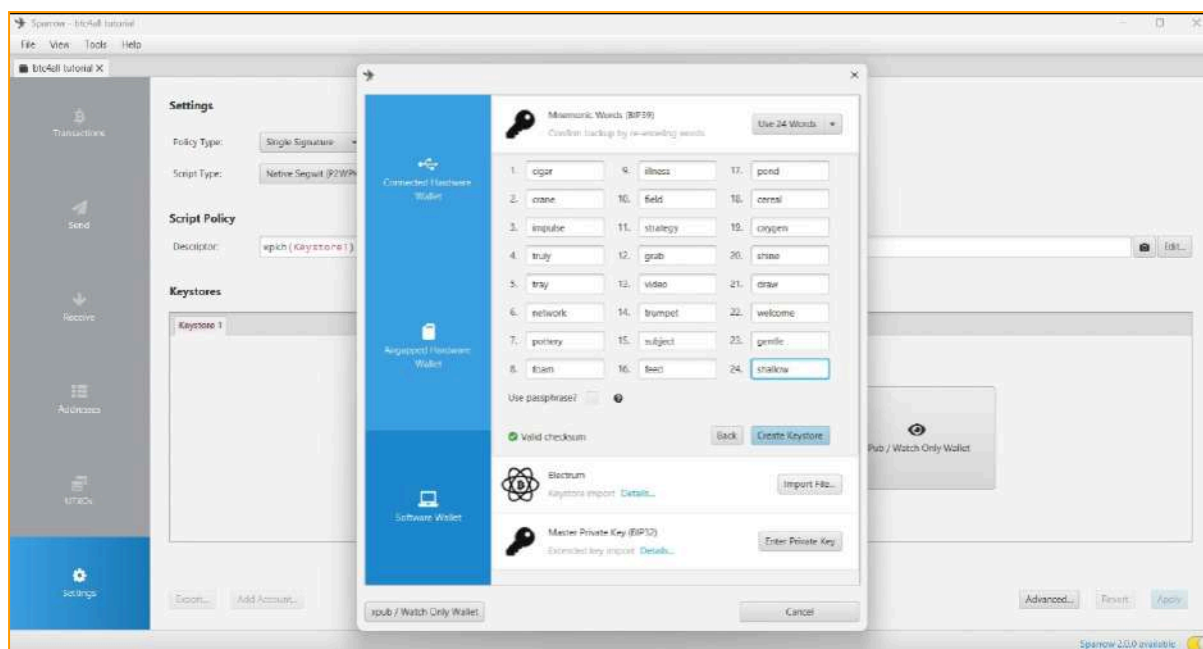 Sparrow - btc4all tutorial
File View Tools Help
btc4all tutorial X
Transactions
Send
Receive
Addresses
UTXOs
Settings
Settings
Policy Type: Single Signature
Script Type: Native Segwit (P2WPK
Script Policy
Descriptor: wpkh(Keystore1)
Edit...
Keystores
Keystore 1
Connected Hardware
Wallet
Airgapped Hardware
Wallet
Software Wallet
Mnemonic Words (BIP39)
Confirm backup by re-entering words
Use 24 Words
1. cigar 9. illness 17. pond
2. crane 10. field 18. cereal
3. impulse 11. strategy 19. oxygen
4. truly 12. grab 20. shine
5. tray 13. video 21. draw
6. network 14. trumpet 22. welcome
7. pottery 15. subject 23. gentle
8. foam 16. feed 24. shallow
Use passphrase?
Valid checksum Back Create Keystore
Electrum
Keystore import Details...
Import File...
Master Private Key (BIP32)
Extended key import Details...
Enter Private Key
xpub / Watch Only Wallet
Cancel
Pub / Watch Only Wallet
Export... Add Account...
Advanced... Revert Apply
Sparrow 2.0.0 available